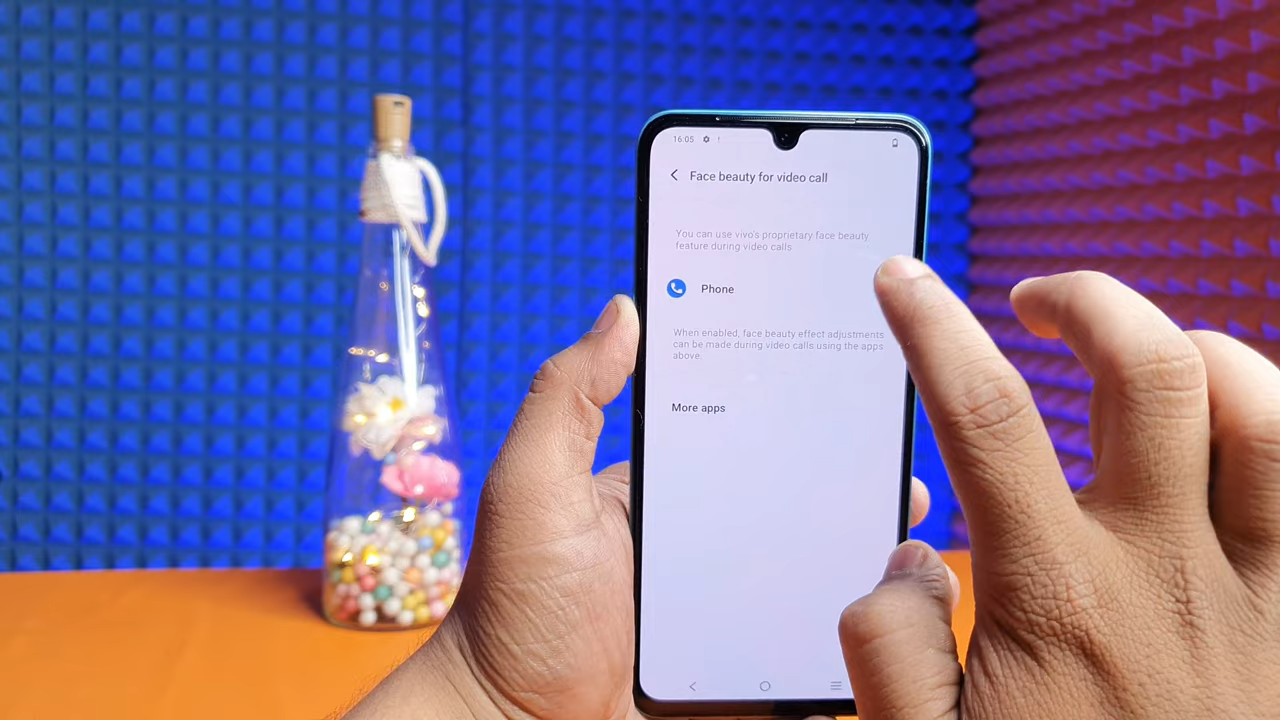 16:05
Face beauty for video call
You can use vivo's proprietary face beauty
feature during video calls
Phone
When enabled, face beauty effect adjustments
can be made during video calls using the apps
above.
More apps